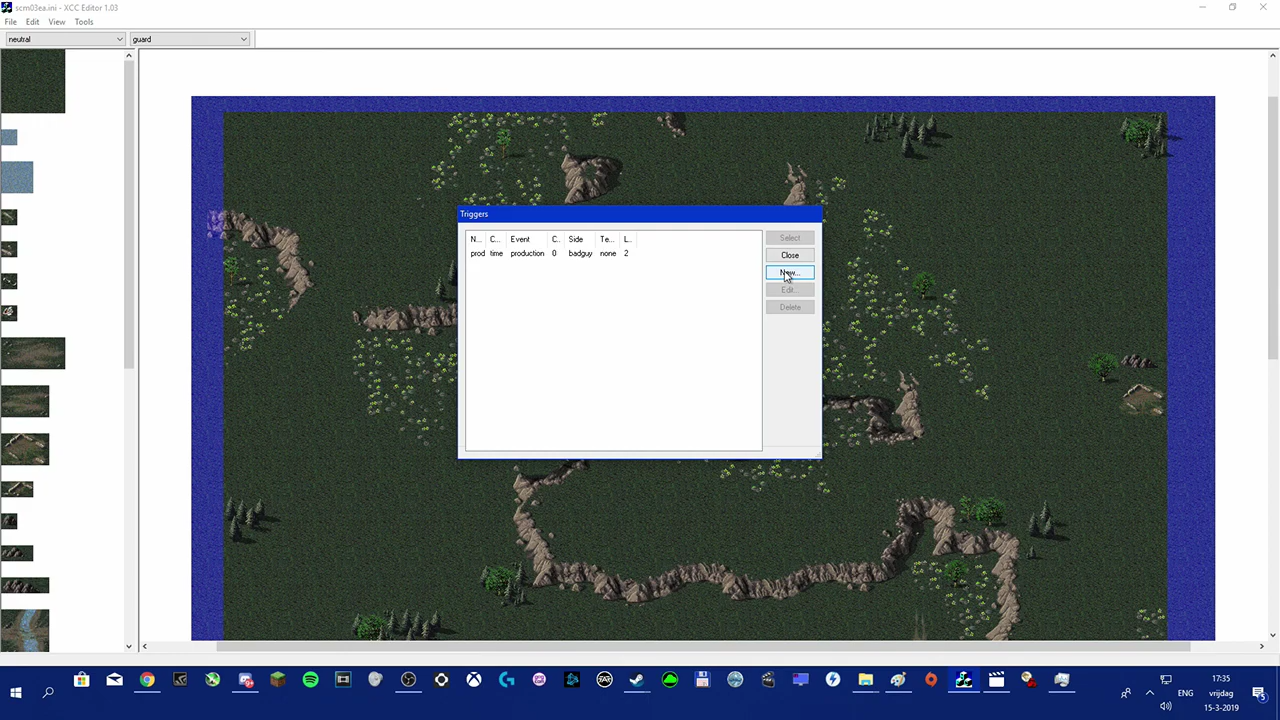 scm03ea.ini - XCC Editor 1.03
File Edit View Tools
neutral guard
Triggers
N... C... Event C.. Side Te... L..
prod time production 0 badguy none 2
Select
Close
New...
Edit...
Delete
17:35
ENG vrijdag
15-3-2019